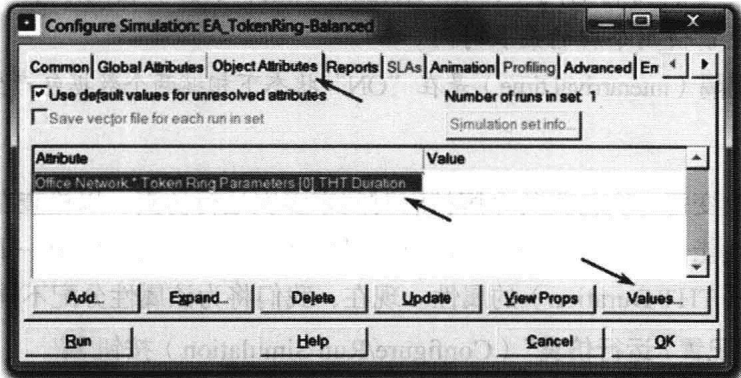 Configure Simulation: EA_TokenRing-Balanced
Common Global Attributes Object Attributes Reports SLAs Animation Profiling Advanced En
Use default values for unresolved attributes Number of runs in set: 1
Save vector file for each run in set Simulation set info...
Attribute Value
Office Network.*.Token Ring Parameters [0].THT Duration
Add... Expand... Delete Update View Props Values...
Run Help Cancel OK